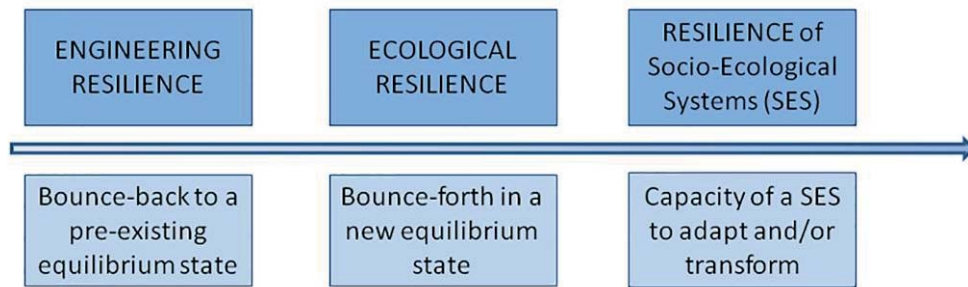 ENGINEERING
RESILIENCE
ECOLOGICAL
RESILIENCE
RESILIENCE of
Socio-Ecological
Systems (SES)
Bounce-back to a
pre-existing
equilibrium state
Bounce-forth in a
new equilibrium
state
Capacity of a SES
to adapt and/or
transform